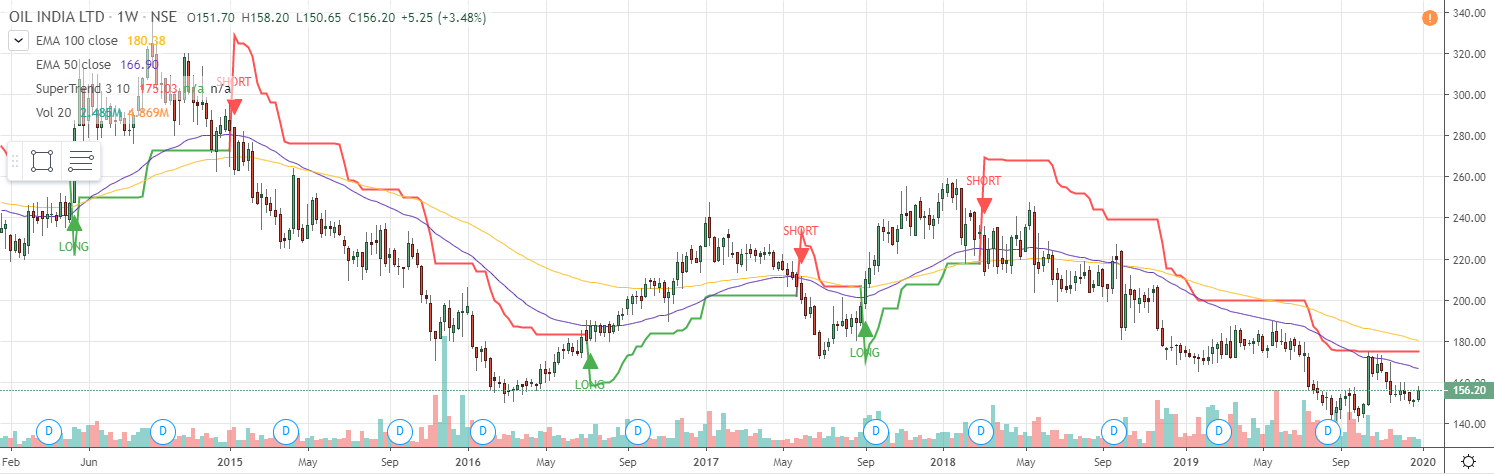 OIL INDIA LTD · 1W · NSE O151.70 H158.20 L150.65 C156.20 +5.25 (+3.48%)
EMA 100 close 180.38
EMA 50 close 166.90
SuperTrend 3 10 175.03 n/a n/a
Vol 20 2.485M 4.869M
SHORT
LONG
LONG
SHORT
LONG
SHORT
340.00
320.00
300.00
280.00
260.00
240.00
220.00
200.00
180.00
160.00
156.20
140.00
D D D D D D D D D D D
Feb Jun 2015 May Sep 2016 May Sep 2017 May Sep 2018 May Sep 2019 May Sep 2020